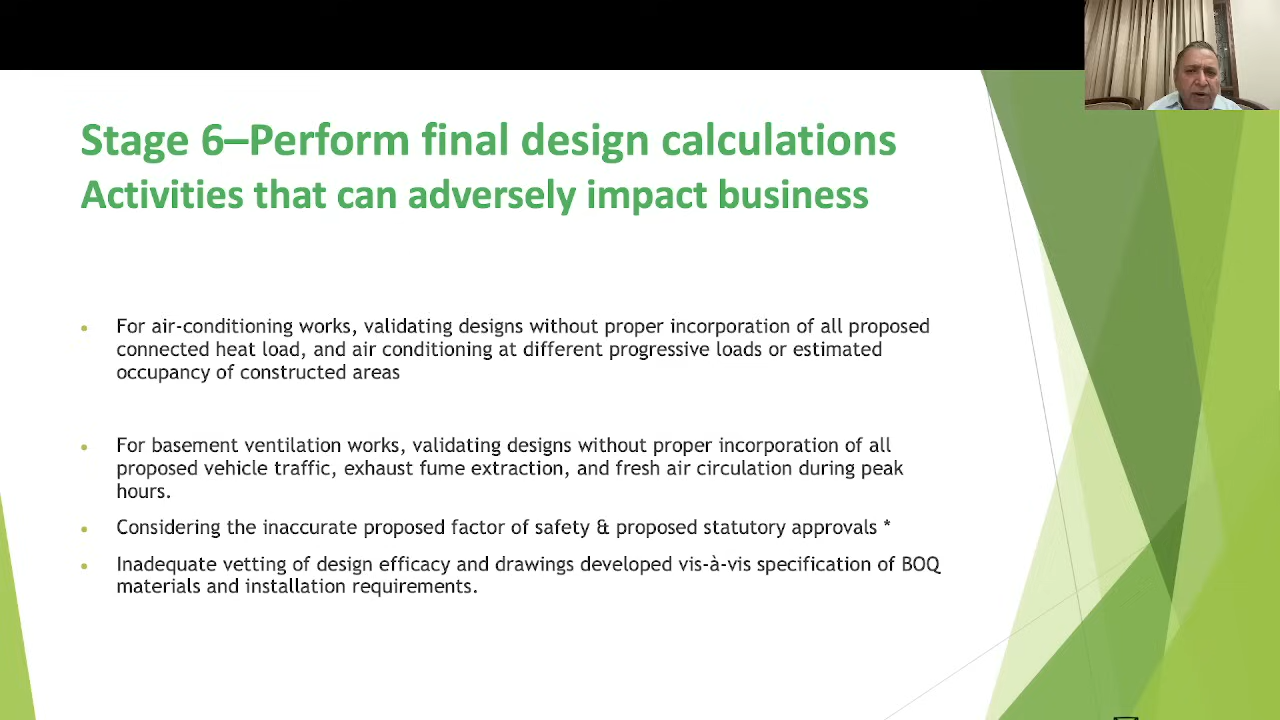 Stage 6–Perform final design calculations
Activities that can adversely impact business
For air-conditioning works, validating designs without proper incorporation of all proposed
connected heat load, and air conditioning at different progressive loads or estimated
occupancy of constructed areas
For basement ventilation works, validating designs without proper incorporation of all
proposed vehicle traffic, exhaust fume extraction, and fresh air circulation during peak
hours.
Considering the inaccurate proposed factor of safety & proposed statutory approvals *
Inadequate vetting of design efficacy and drawings developed vis-à-vis specification of BOQ
materials and installation requirements.